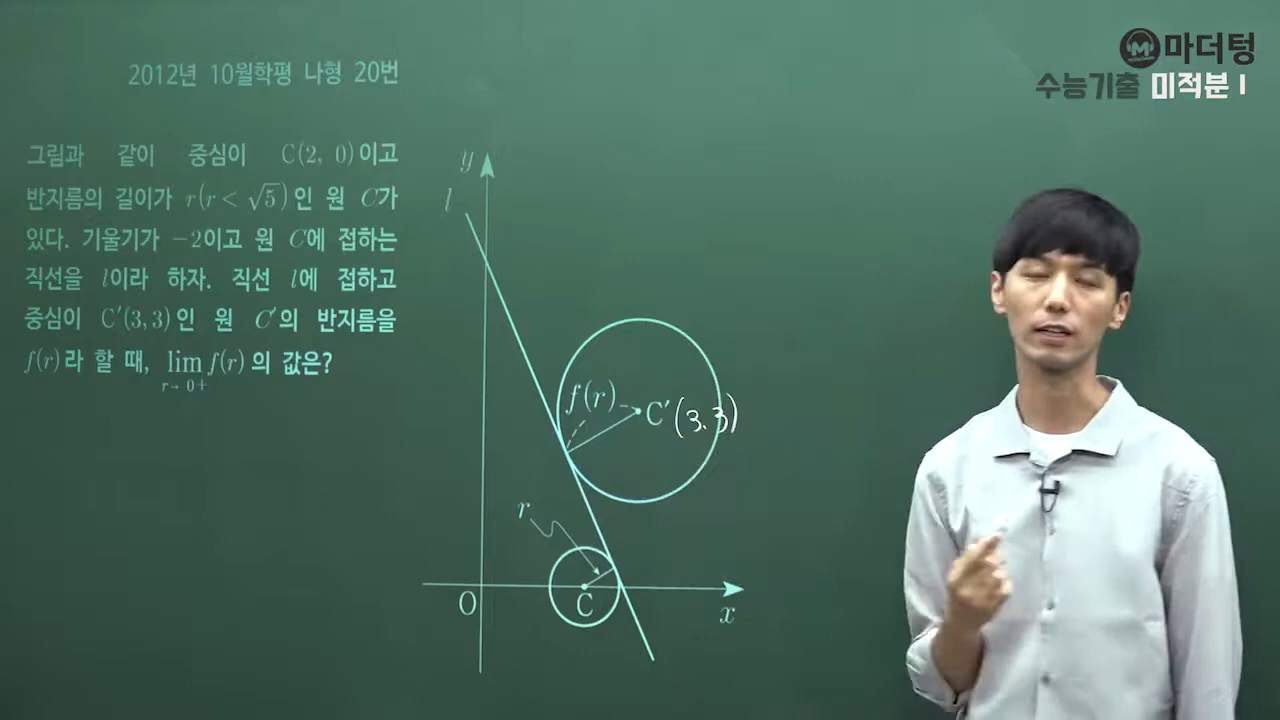 마더텅
수능기출 미적분 I
2012년 10월학평 나형 20번
그림과 같이 중심이 C(2, 0)이고
반지름의 길이가 r(r < √5)인 원 C가
있다. 기울기가 −2이고 원 C에 접하는
직선을 l이라 하자. 직선 l에 접하고
중심이 C′(3, 3)인 원 C′의 반지름을
f(r)라 할 때, lim f(r)의 값은?
r→0+
y
l
f(r)
C′(3.3)
r
O
C
x